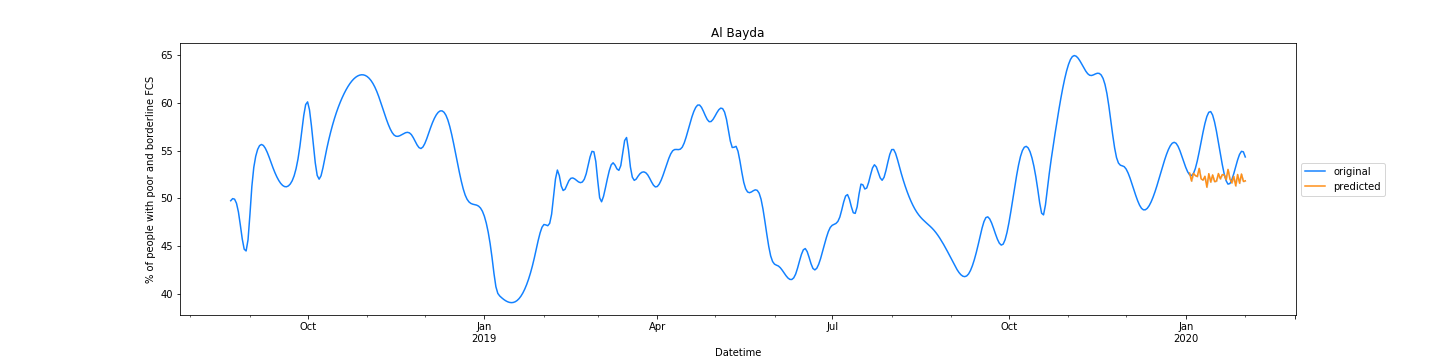 Al Bayda
% of people with poor and borderline FCS
65
60
55
50
45
40
Oct
Jan
2019
Apr
Jul
Oct
Jan
2020
Datetime
original
predicted